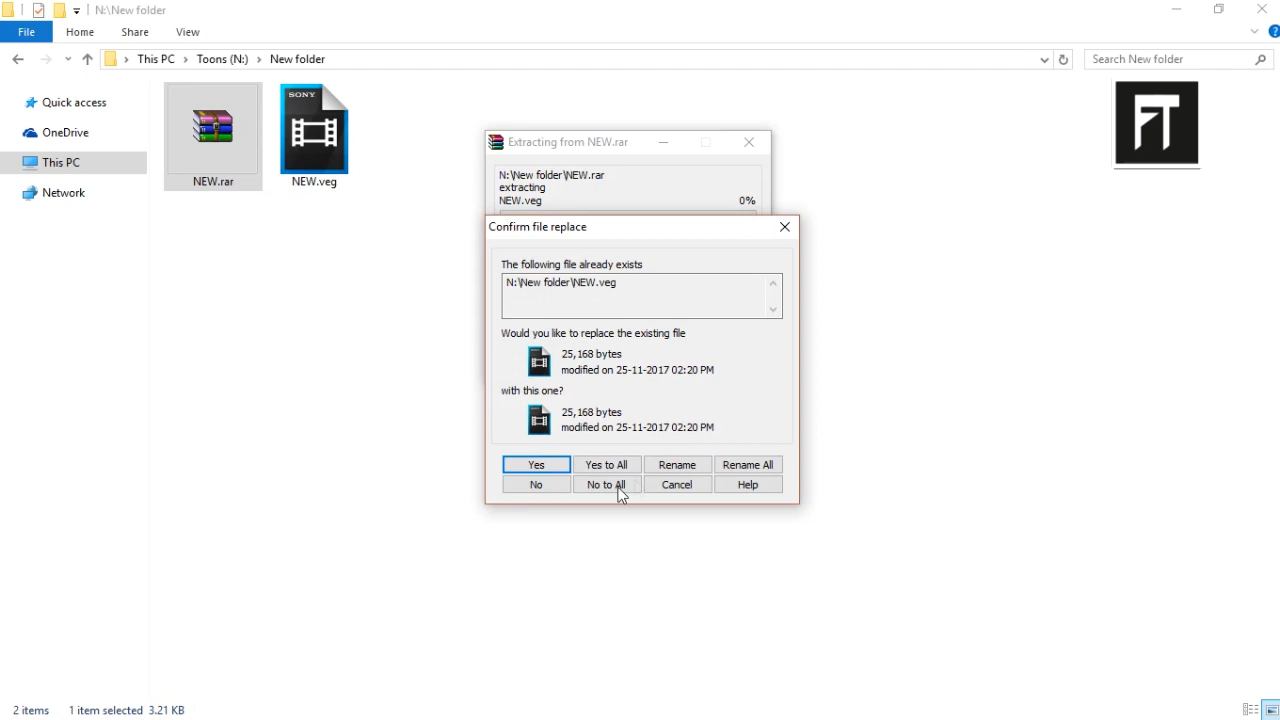 N:\New folder
File Home Share View
This PC Toons (N:) New folder
Search New folder
Quick access
OneDrive
This PC
Network
SONY
NEW.rar
NEW.veg
FT
Extracting from NEW.rar
N:\New folder\NEW.rar
extracting
NEW.veg 0%
Confirm file replace
The following file already exists
N:\New folder\NEW.veg
Would you like to replace the existing file
25,168 bytes
modified on 25-11-2017 02:20 PM
with this one?
25,168 bytes
modified on 25-11-2017 02:20 PM
Yes Yes to All Rename Rename All
No No to All Cancel Help
2 items 1 item selected 3.21 KB